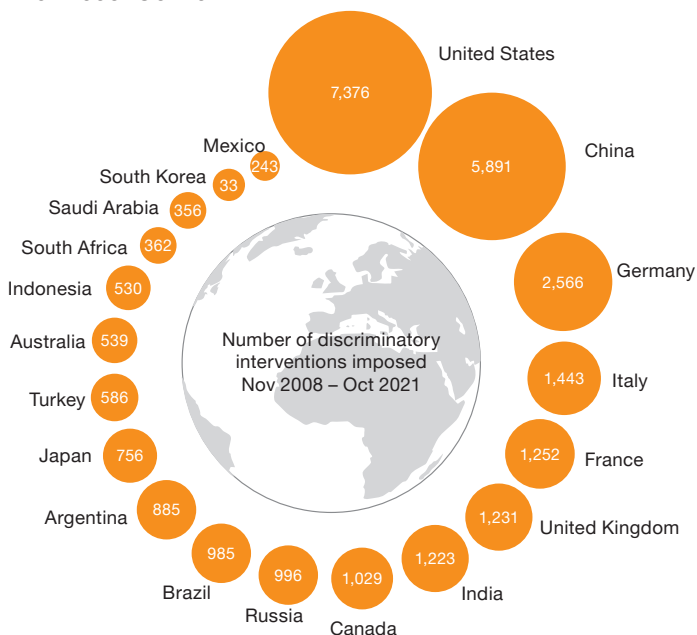 United States
7,376
China
5,891
Germany
2,566
Italy
1,443
France
1,252
United Kingdom
1,231
India
1,223
Canada
1,029
Russia
996
Brazil
985
Argentina
885
Japan
756
Turkey
586
Australia
539
Indonesia
530
South Africa
362
Saudi Arabia
356
South Korea
33
Mexico
243
Number of discriminatory
interventions imposed
Nov 2008 – Oct 2021